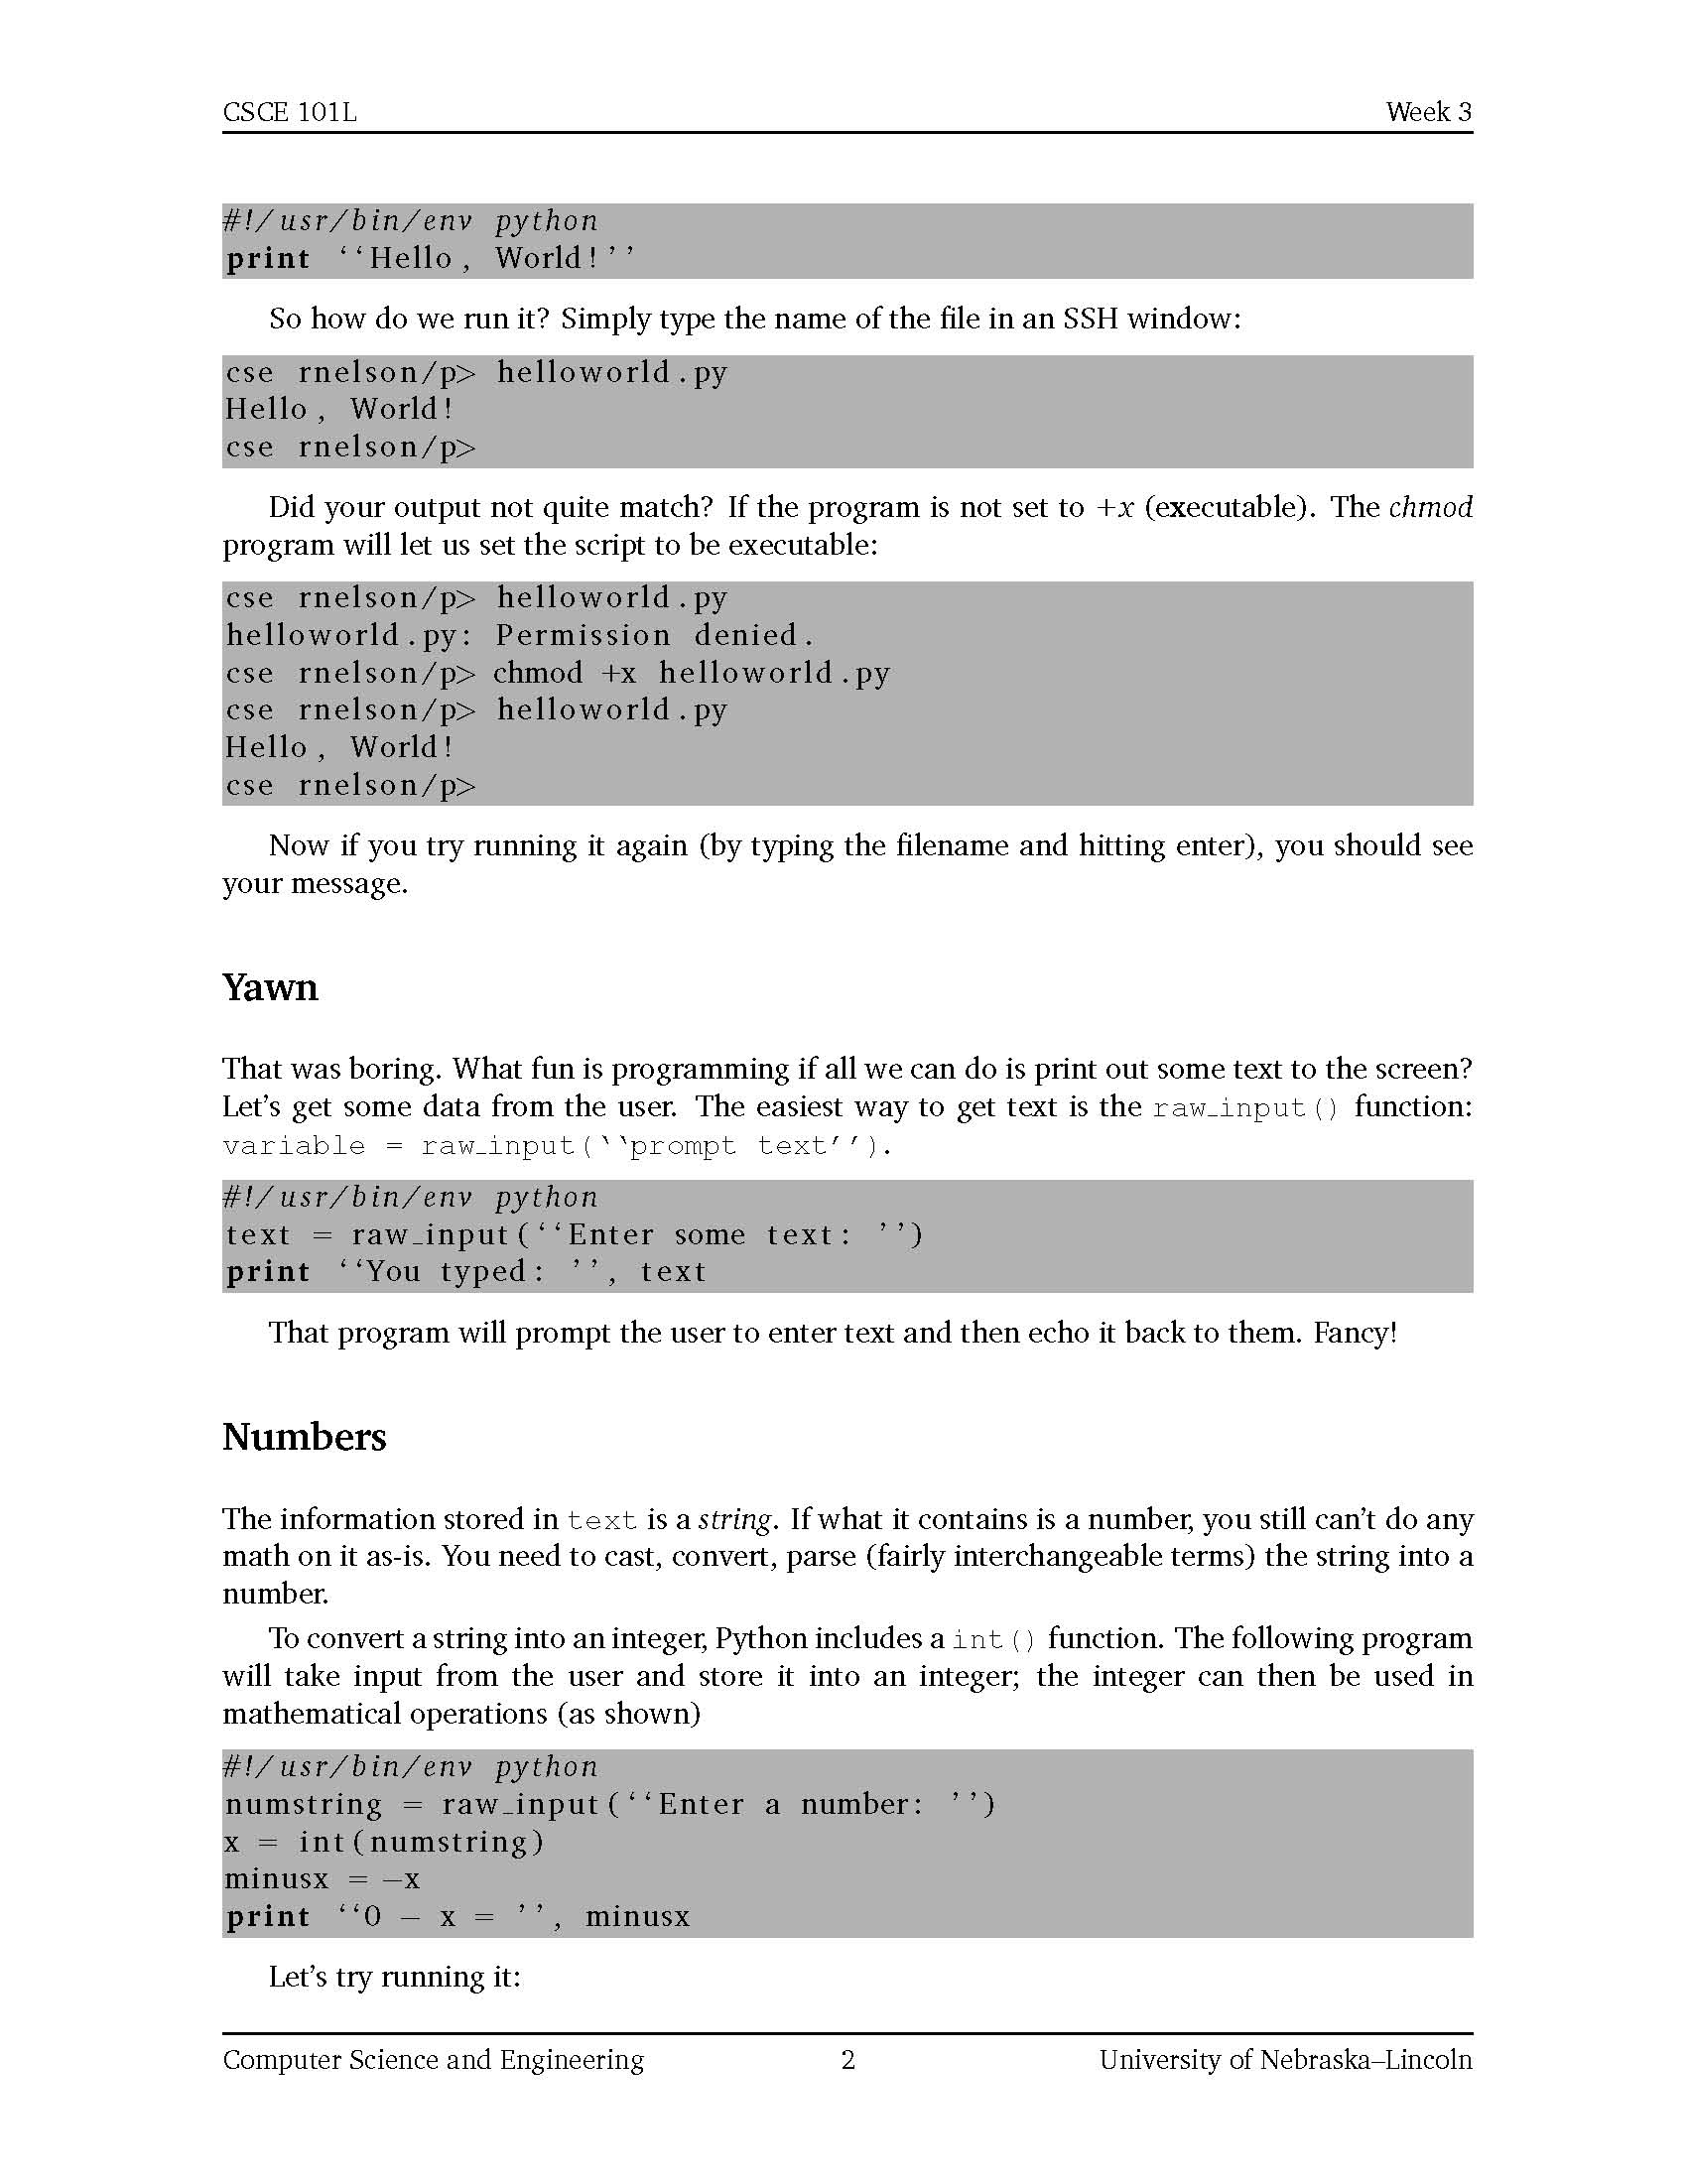 CSCE 101L Week 3
#!/usr/bin/env python
print ‘‘Hello, World!’’
So how do we run it? Simply type the name of the file in an SSH window:
cse rnelson/p> helloworld.py
Hello, World!
cse rnelson/p>
Did your output not quite match? If the program is not set to +x (executable). The chmod
program will let us set the script to be executable:
cse rnelson/p> helloworld.py
helloworld.py: Permission denied.
cse rnelson/p> chmod +x helloworld.py
cse rnelson/p> helloworld.py
Hello, World!
cse rnelson/p>
Now if you try running it again (by typing the filename and hitting enter), you should see
your message.
Yawn
That was boring. What fun is programming if all we can do is print out some text to the screen?
Let’s get some data from the user. The easiest way to get text is the raw_input() function:
variable = raw_input(‘‘prompt text’’).
#!/usr/bin/env python
text = raw_input(‘‘Enter some text: ’’)
print ‘‘You typed: ’’, text
That program will prompt the user to enter text and then echo it back to them. Fancy!
Numbers
The information stored in text is a string. If what it contains is a number, you still can’t do any
math on it as-is. You need to cast, convert, parse (fairly interchangeable terms) the string into a
number.
To convert a string into an integer, Python includes a int() function. The following program
will take input from the user and store it into an integer; the integer can then be used in
mathematical operations (as shown)
#!/usr/bin/env python
numstring = raw_input(‘‘Enter a number: ’’)
x = int(numstring)
minusx = −x
print ‘‘0 − x = ’’, minusx
Let’s try running it:
Computer Science and Engineering 2 University of Nebraska–Lincoln